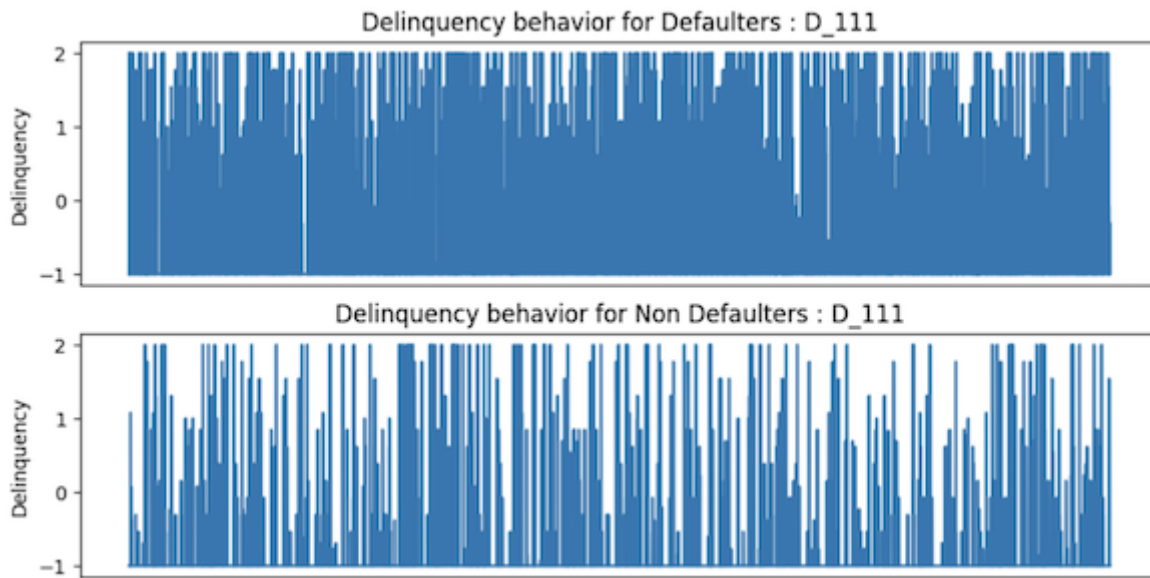 Delinquency behavior for Defaulters : D_111
Delinquency
2
1
0
−1
Delinquency behavior for Non Defaulters : D_111
Delinquency
2
1
0
−1